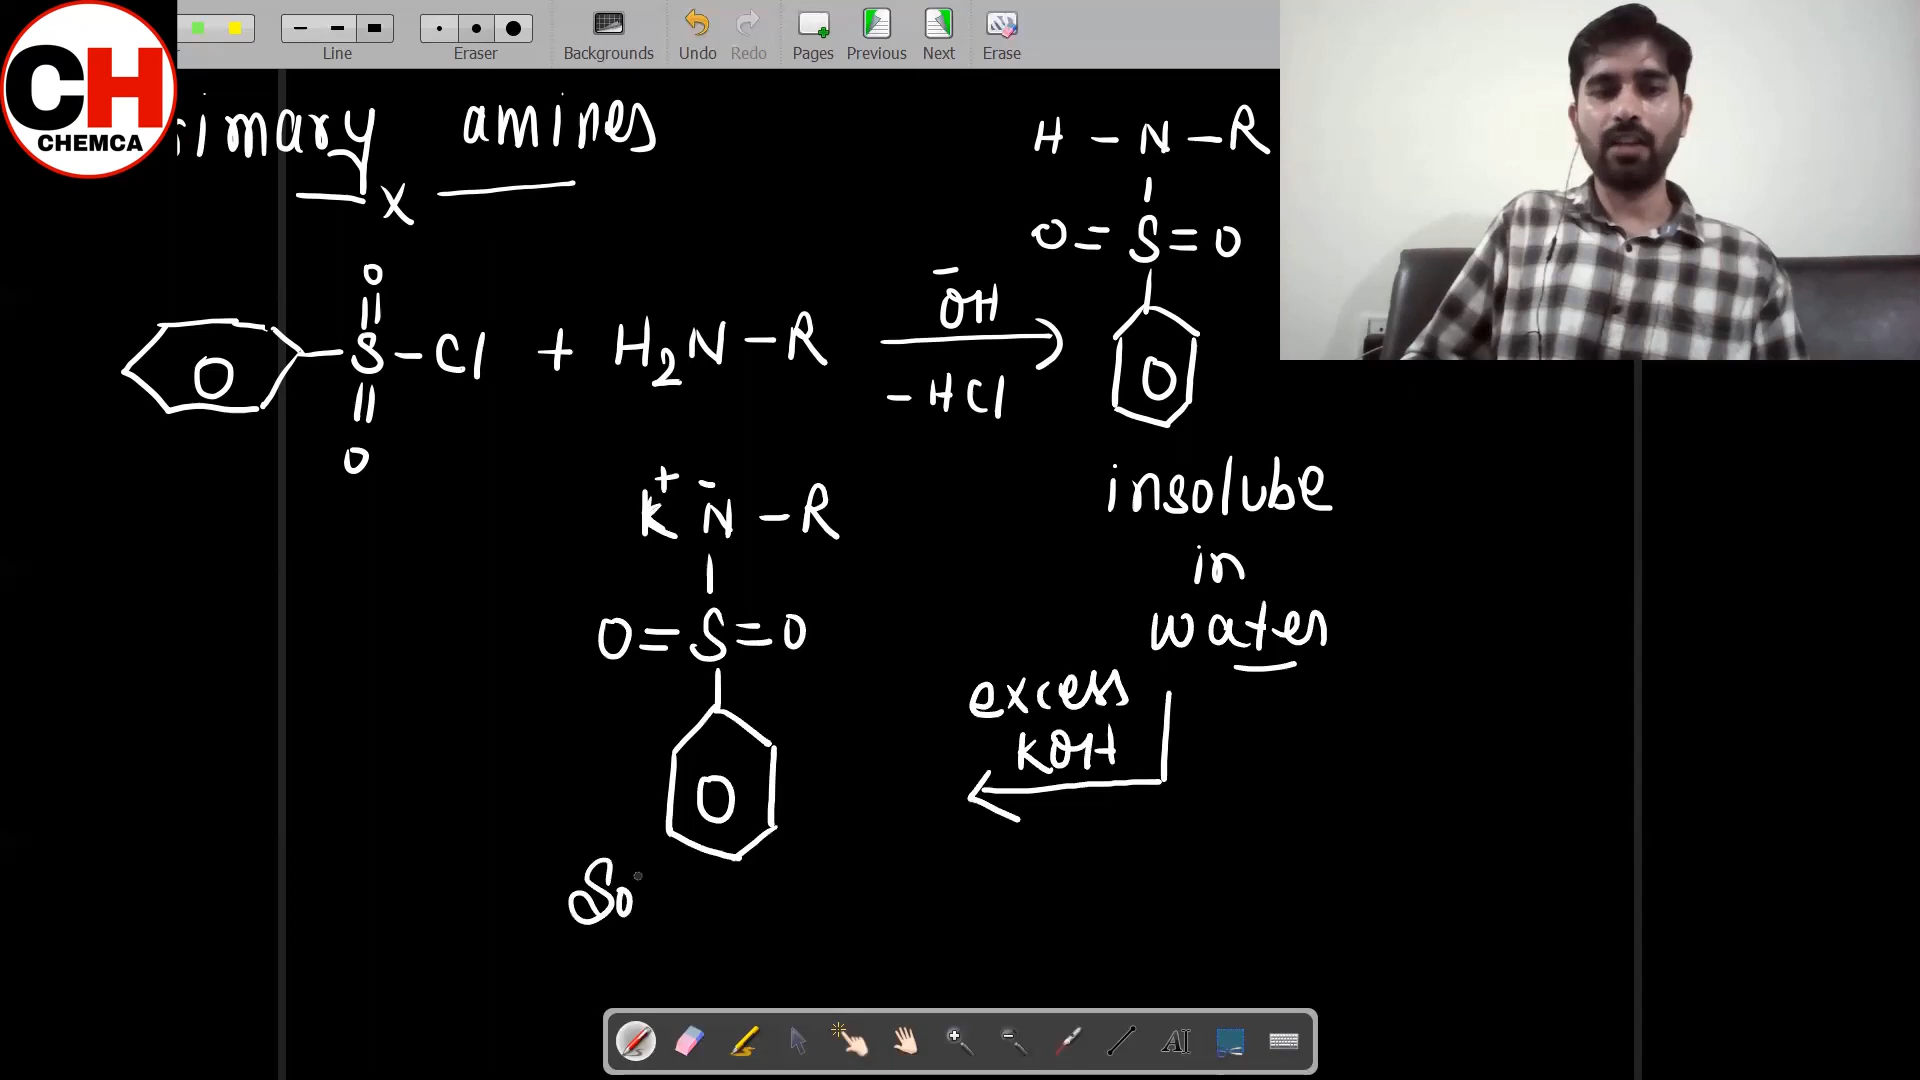 Line
Eraser
Backgrounds
Undo
Redo
Pages
Previous
Next
Erase
CH
CHEMCA
imary amines
x
H - N - R
O = S = O
O
S - Cl + H2N - R
O
-OH
- HCl
K+ N- - R
O = S = O
insolube
in
water
excess
KOH
So
AI